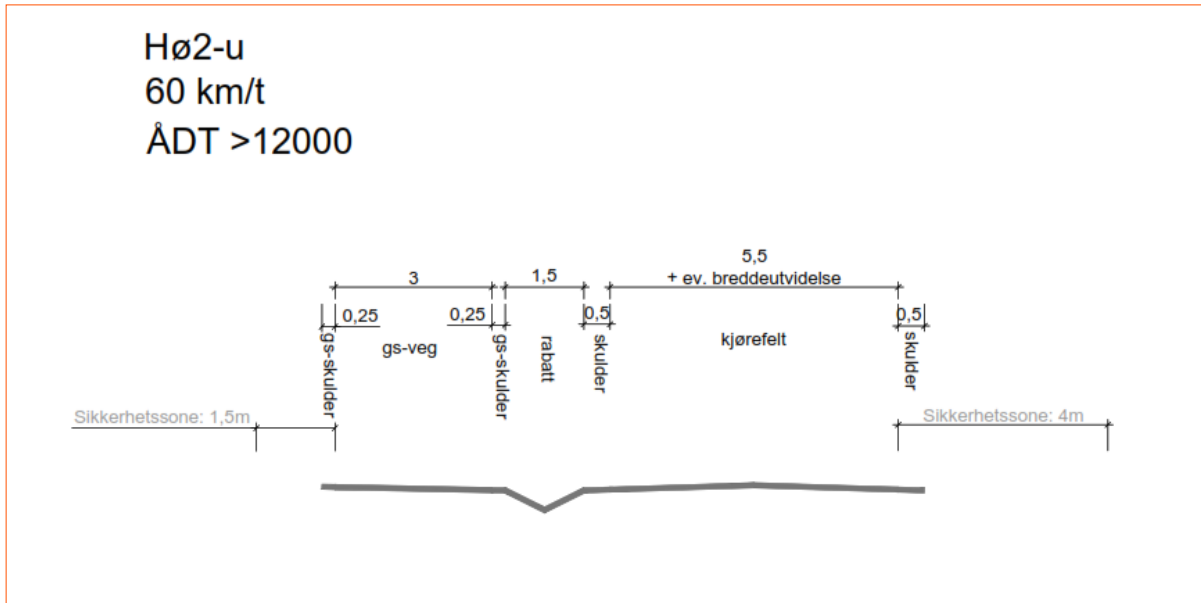 Hø2-u
60 km/t
ÅDT >12000
5,5
+ ev. breddeutvidelse
3
1,5
0,25
0,25
0,5
0,5
gs-skulder
gs-veg
gs-skulder
rabatt
skulder
kjørefelt
skulder
Sikkerhetssone: 1,5m
Sikkerhetssone: 4m